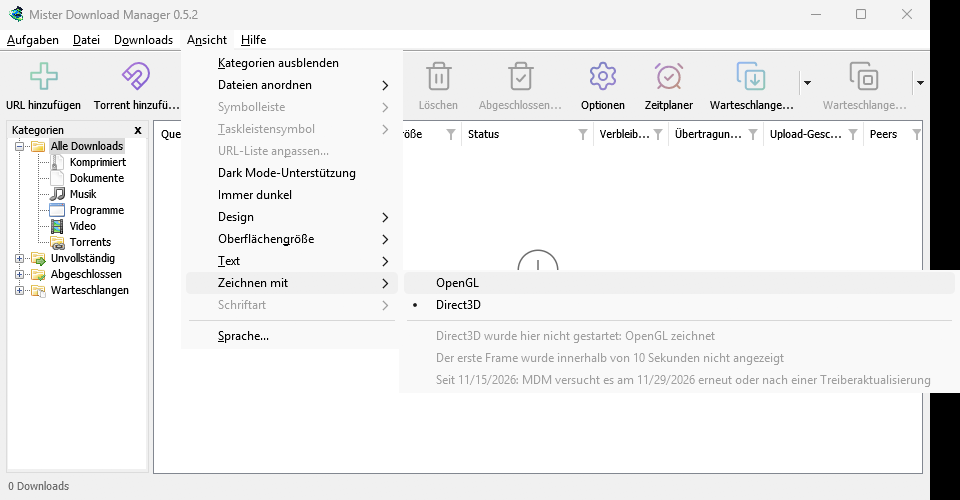 Mister Download Manager 0.5.2
Aufgaben Datei Downloads Ansicht Hilfe
URL hinzufügen Torrent hinzufü... Löschen Abgeschlossen... Optionen Zeitplaner Warteschlange... Warteschlange...
Kategorien x
Alle Downloads
Komprimiert
Dokumente
Musik
Programme
Video
Torrents
Unvollständig
Abgeschlossen
Warteschlangen
Status Verbleib... Übertragun... Upload-Gesc... Peers
Kategorien ausblenden
Dateien anordnen
Symbolleiste
Taskleistensymbol
URL-Liste anpassen...
Dark Mode-Unterstützung
Immer dunkel
Design
Oberflächengröße
Text
Zeichnen mit
Schriftart
Sprache...
OpenGL
Direct3D
Direct3D wurde hier nicht gestartet: OpenGL zeichnet
Der erste Frame wurde innerhalb von 10 Sekunden nicht angezeigt
Seit 11/15/2026: MDM versucht es am 11/29/2026 erneut oder nach einer Treiberaktualisierung
0 Downloads